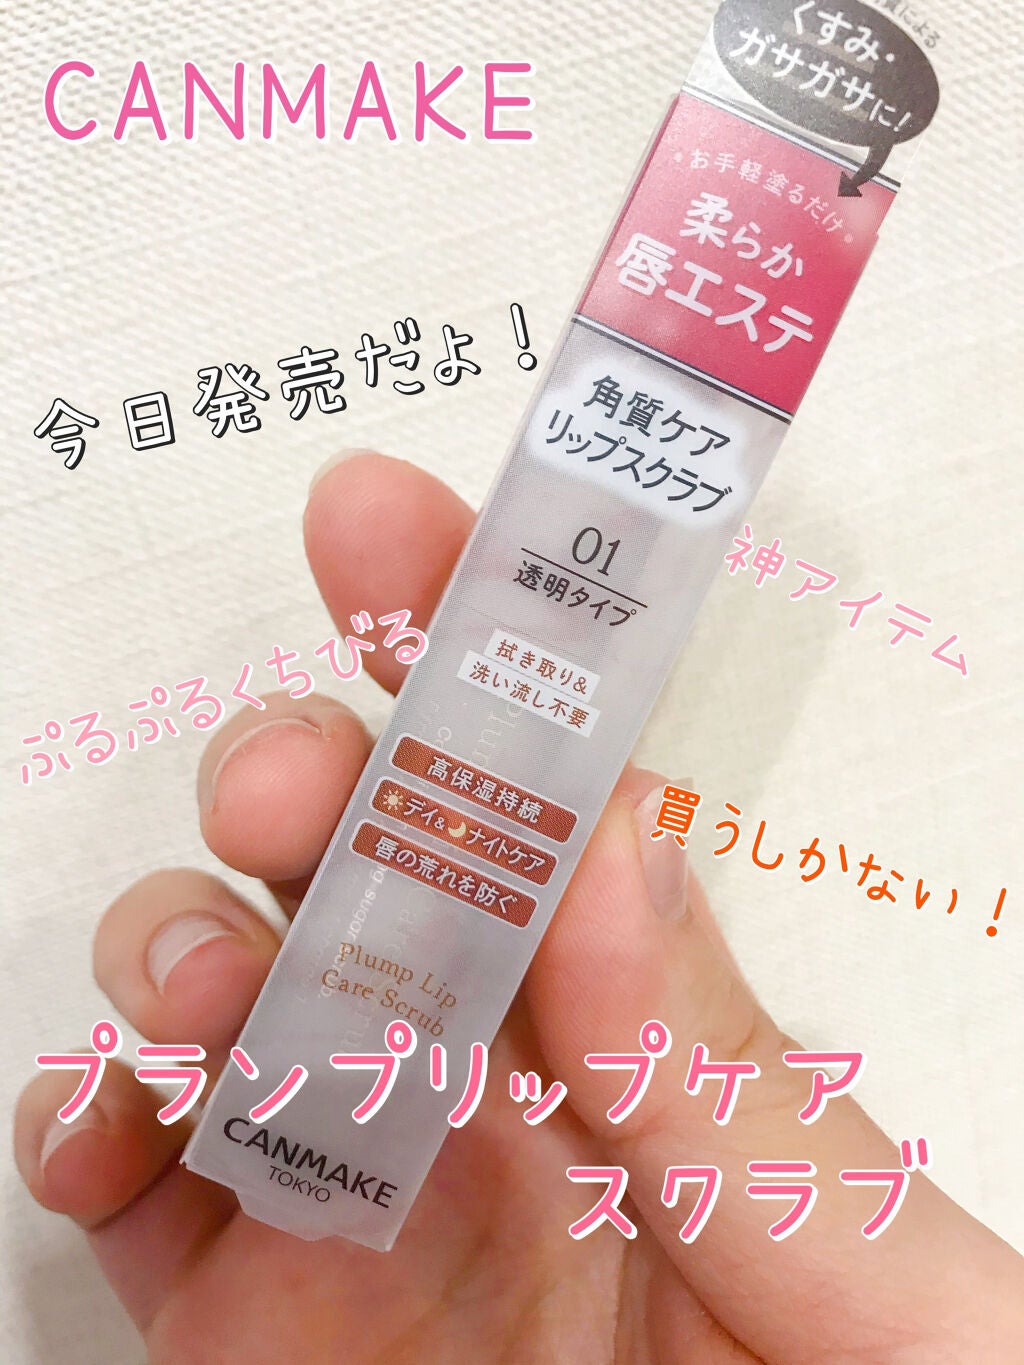 CANMAKE
くすみ・
ガサガサに!
お手軽塗るだけ
柔らか
唇エステ
今日発売だよ！
角質ケア
リップスクラブ
01
透明タイプ
神アイテム
拭き取り&
洗い流し不要
ぷるぷるくちびる
高保湿持続
デイ&ナイトケア
唇の荒れを防ぐ
買うしかない！
Plump Lip
Care Scrub
プランプリップケア
スクラブ
CANMAKE
TOKYO